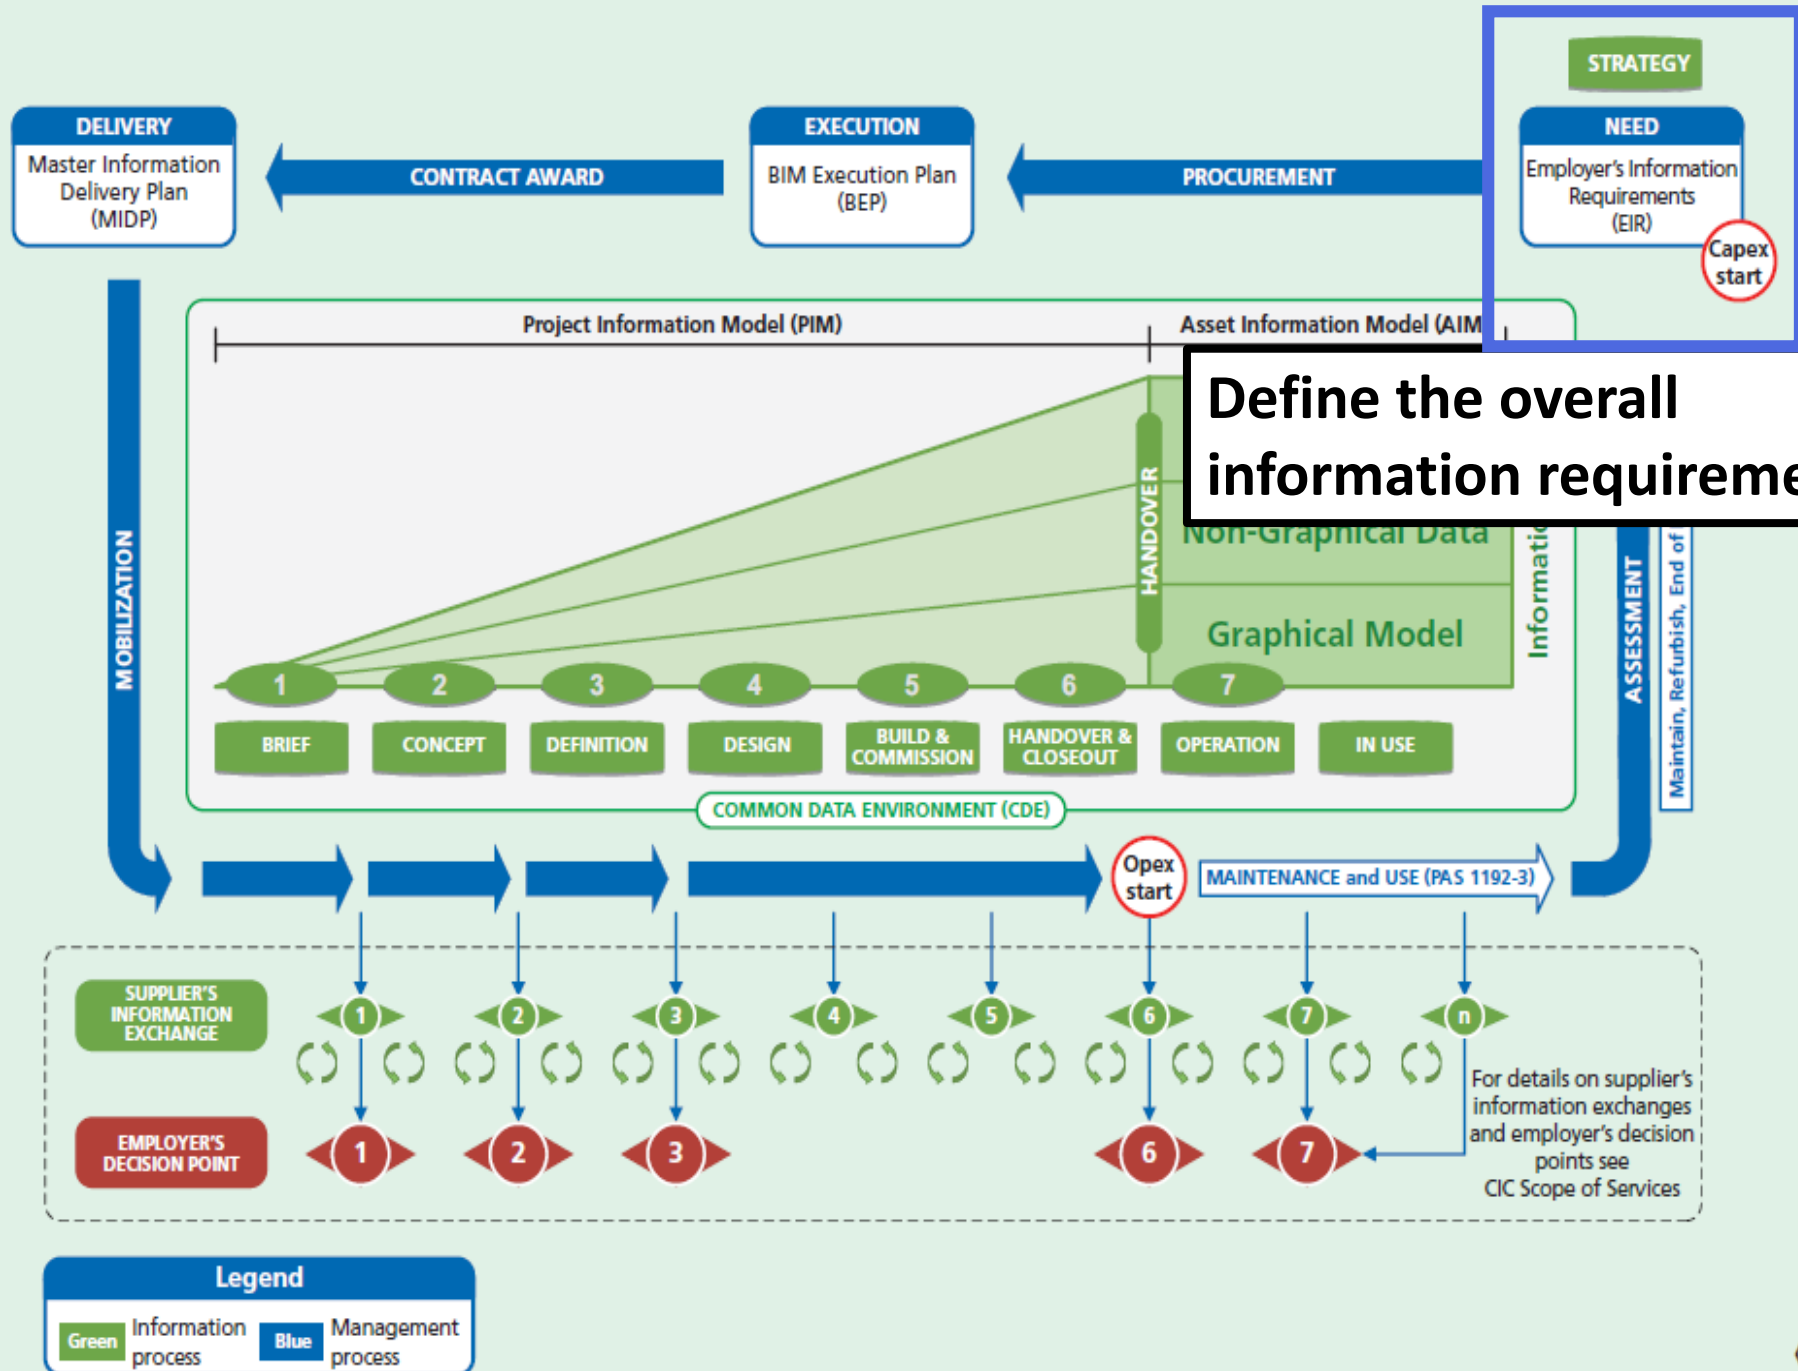 STRATEGY
DELIVERY
Master Information
Delivery Plan
(MIDP)
CONTRACT AWARD
EXECUTION
BIM Execution Plan
(BEP)
PROCUREMENT
NEED
Employer's Information
Requirements
(EIR)
Capex
start
Project Information Model (PIM)
Asset Information Model (AIM
Define the overall
information
MOBILIZATION
HANDOVER
Non-Graphical Data
Graphical Model
ASSESSMENT
Maintain, Refurbish, End of
1
2
3
4
5
6
7
BRIEF
CONCEPT
DEFINITION
DESIGN
BUILD &
COMMISSION
HANDOVER &
CLOSEOUT
OPERATION
IN USE
COMMON DATA ENVIRONMENT (CDE)
Opex
start
MAINTENANCE and USE (PAS 1192-3)
SUPPLIER'S
INFORMATION
EXCHANGE
1
2
3
4
5
6
7
n
For details on supplier's
information exchanges
and employer's decision
points see
CIC Scope of Services
EMPLOYER'S
DECISION POINT
1
2
3
6
7
Legend
Green
Information
process
Blue
Management
process